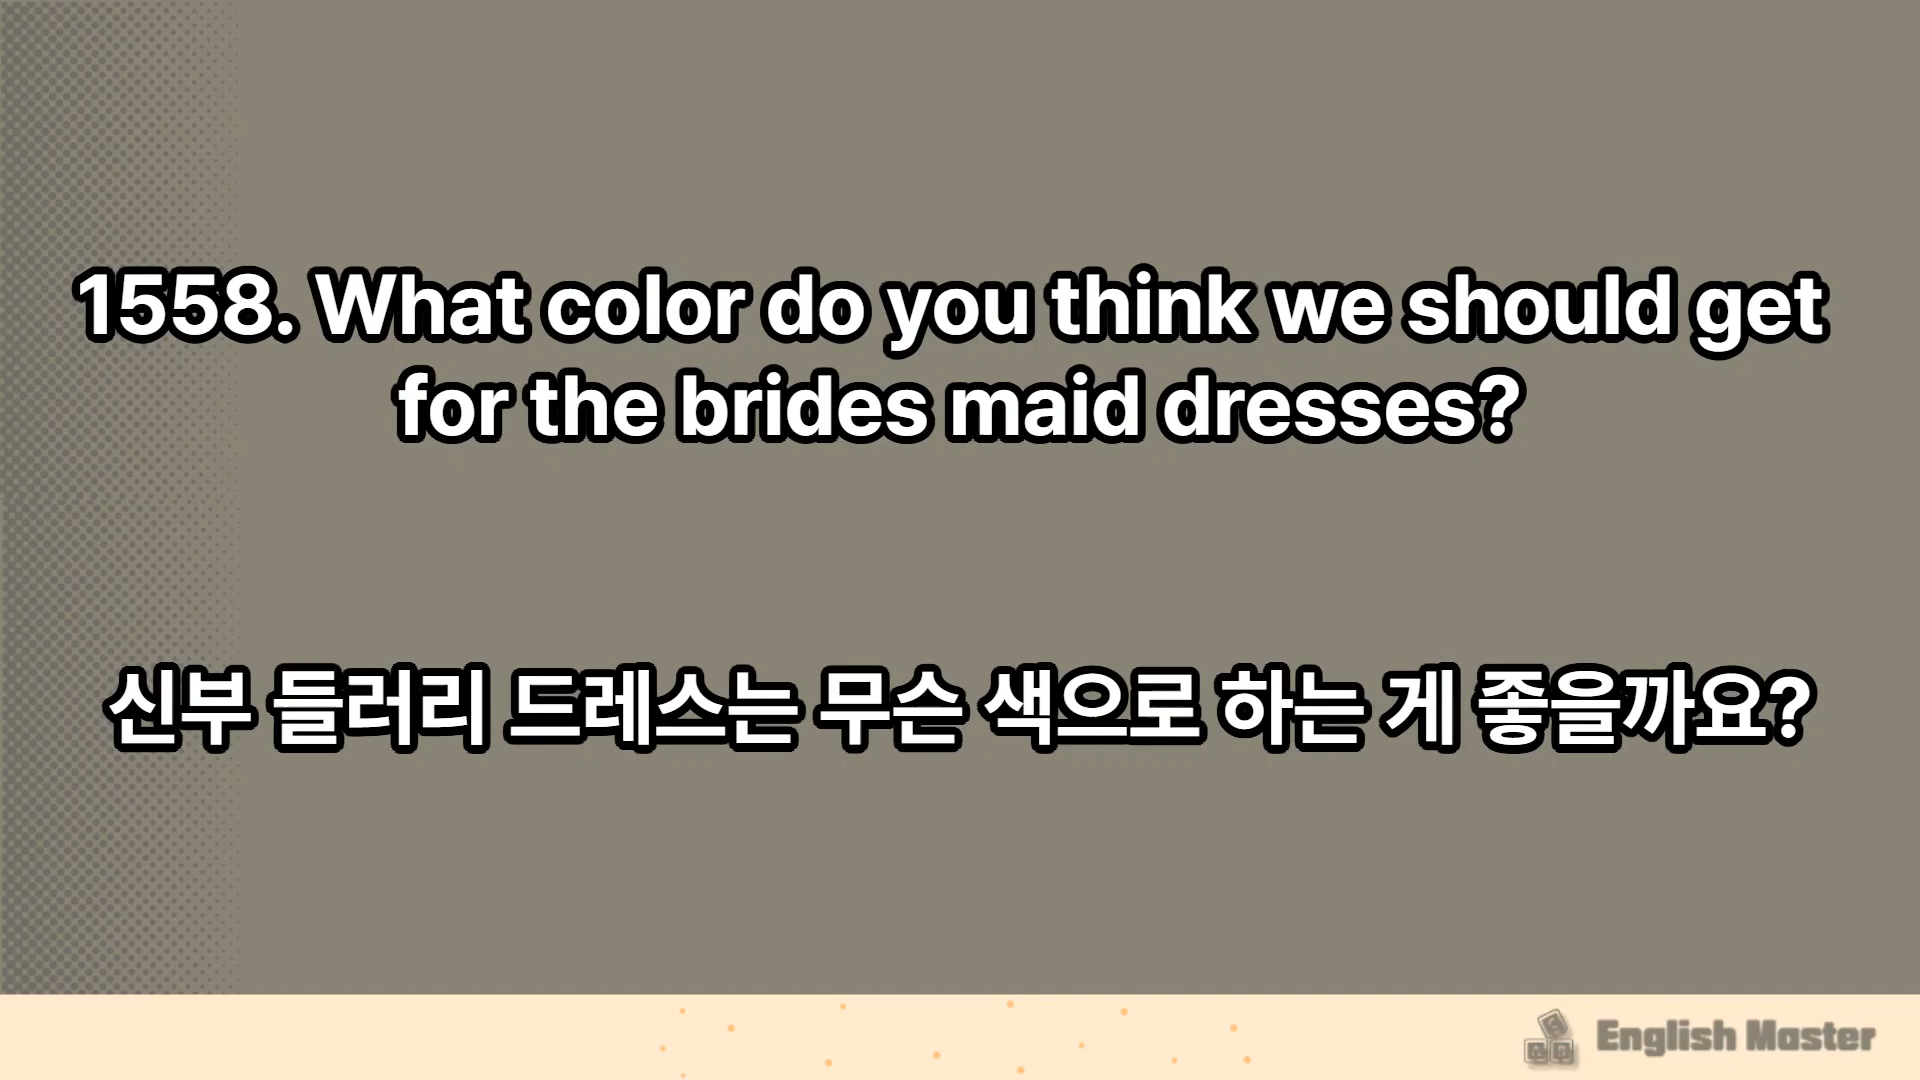 1558. What color do you think we should get
for the brides maid dresses?
신부 들러리 드레스는 무슨 색으로 하는 게 좋을까요?
English Master